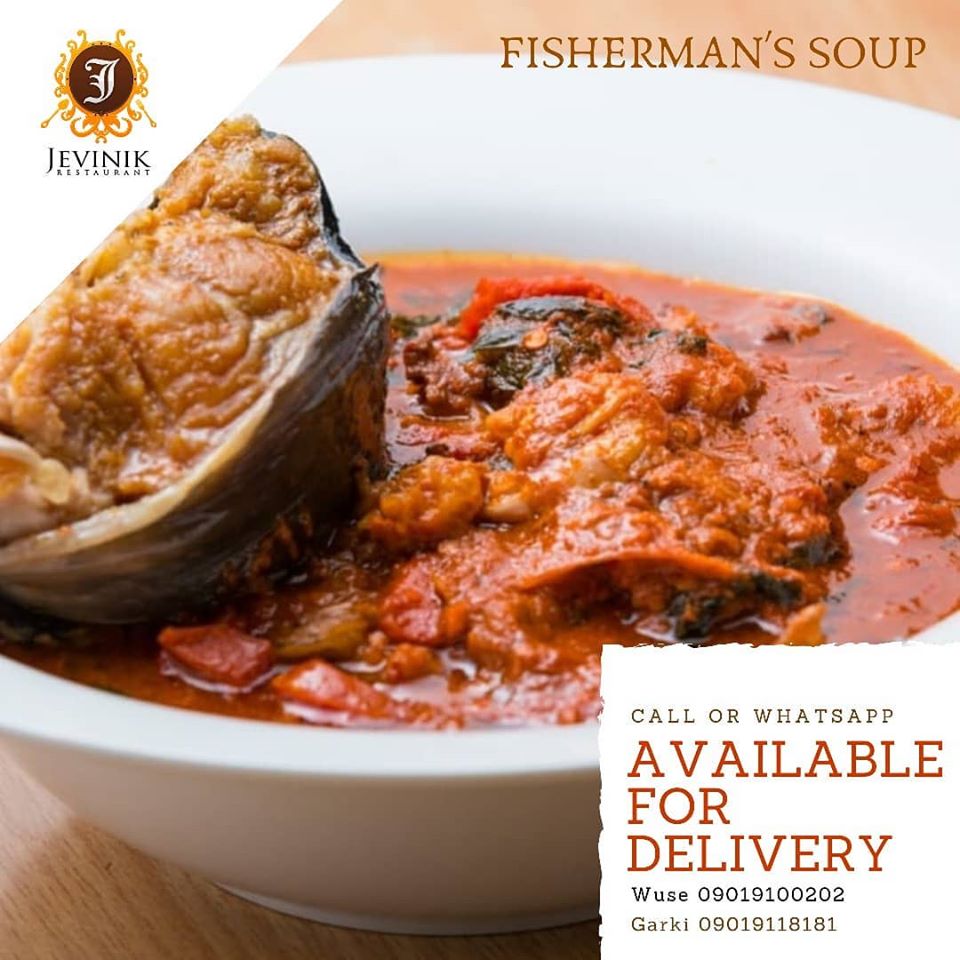 J
JEVINIK
RESTAURANT
FISHERMAN'S SOUP
CALL OR WHATSAPP
AVAILABLE
FOR
DELIVERY
Wuse 09019100202
Garki 09019118181